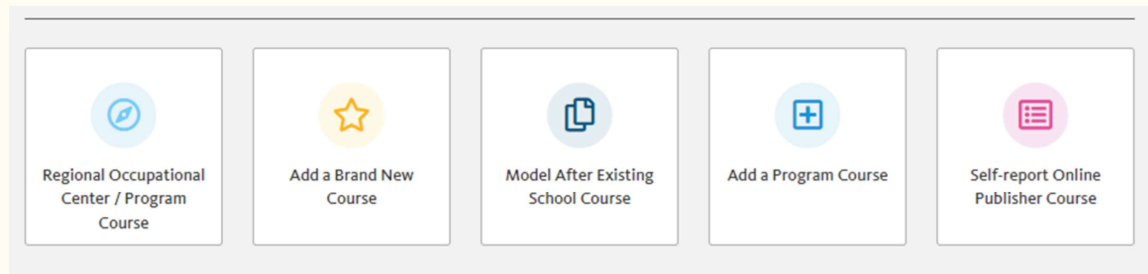 Regional Occupational
Center / Program
Course
Add a Brand New
Course
Model After Existing
School Course
Add a Program Course
Self-report Online
Publisher Course